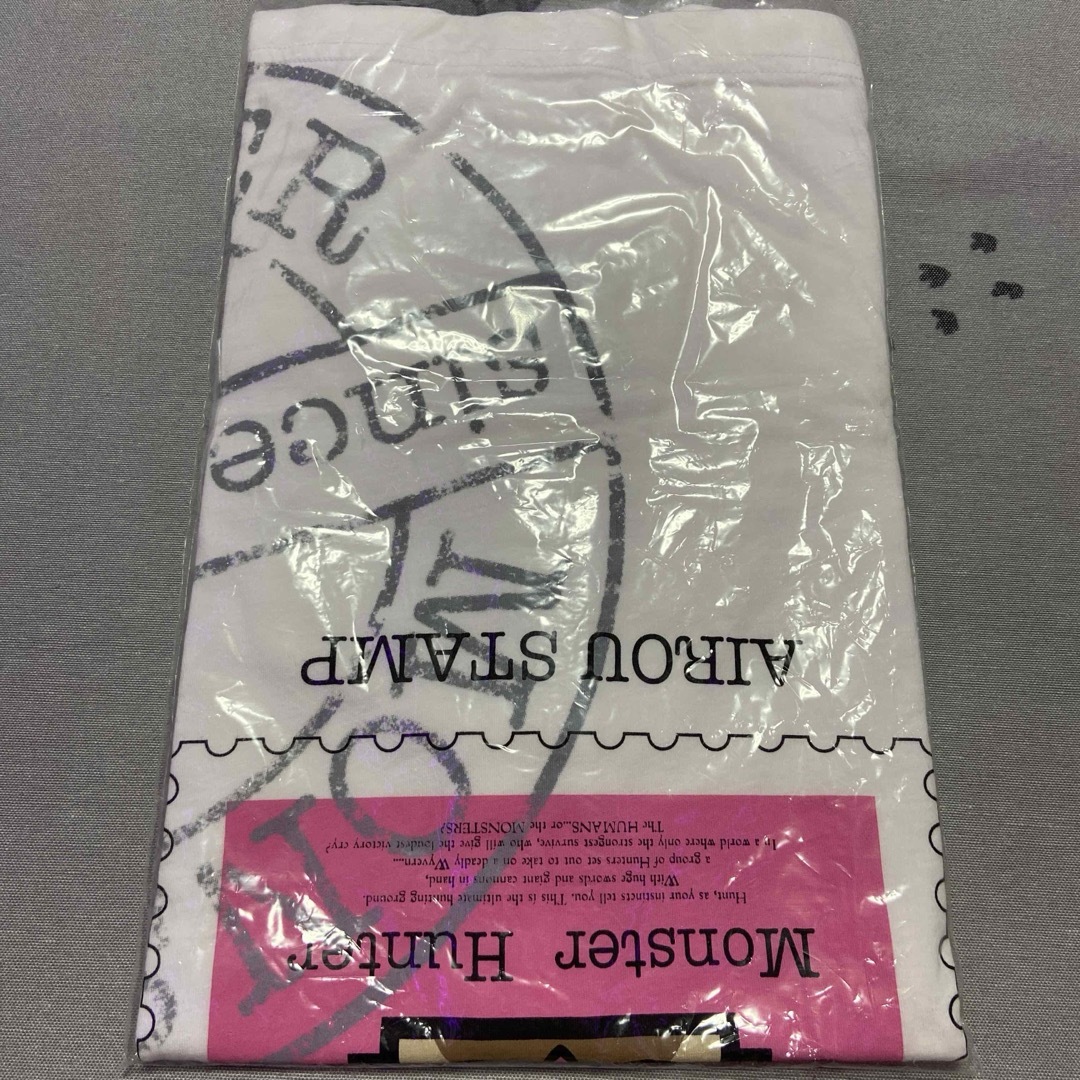 Monster Hunter
Hunt, as your instincts tell you. This is the ultimate hunting ground.
With huge swords and giant cannons in hand,
a group of Hunters set out to take on a deadly Wyvern...
In a world where only the strongest survive, who will give the loudest victory cry?
The HUMANS...or the MONSTERS?
AIROU STAMP
ER
since
MO